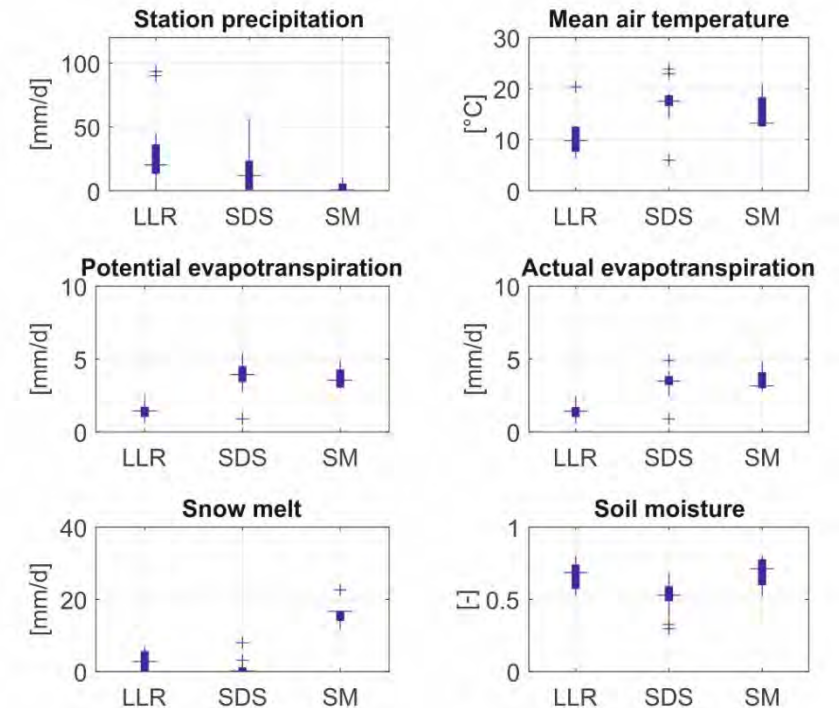 Station precipitation
100
50
0
[mm/d]
LLR SDS SM
Mean air temperature
30
20
10
0
[°C]
LLR SDS SM
Potential evapotranspiration
10
5
0
[mm/d]
LLR SDS SM
Actual evapotranspiration
10
5
0
[mm/d]
LLR SDS SM
Snow melt
40
20
0
[mm/d]
LLR SDS SM
Soil moisture
1
0.5
0
[-]
LLR SDS SM